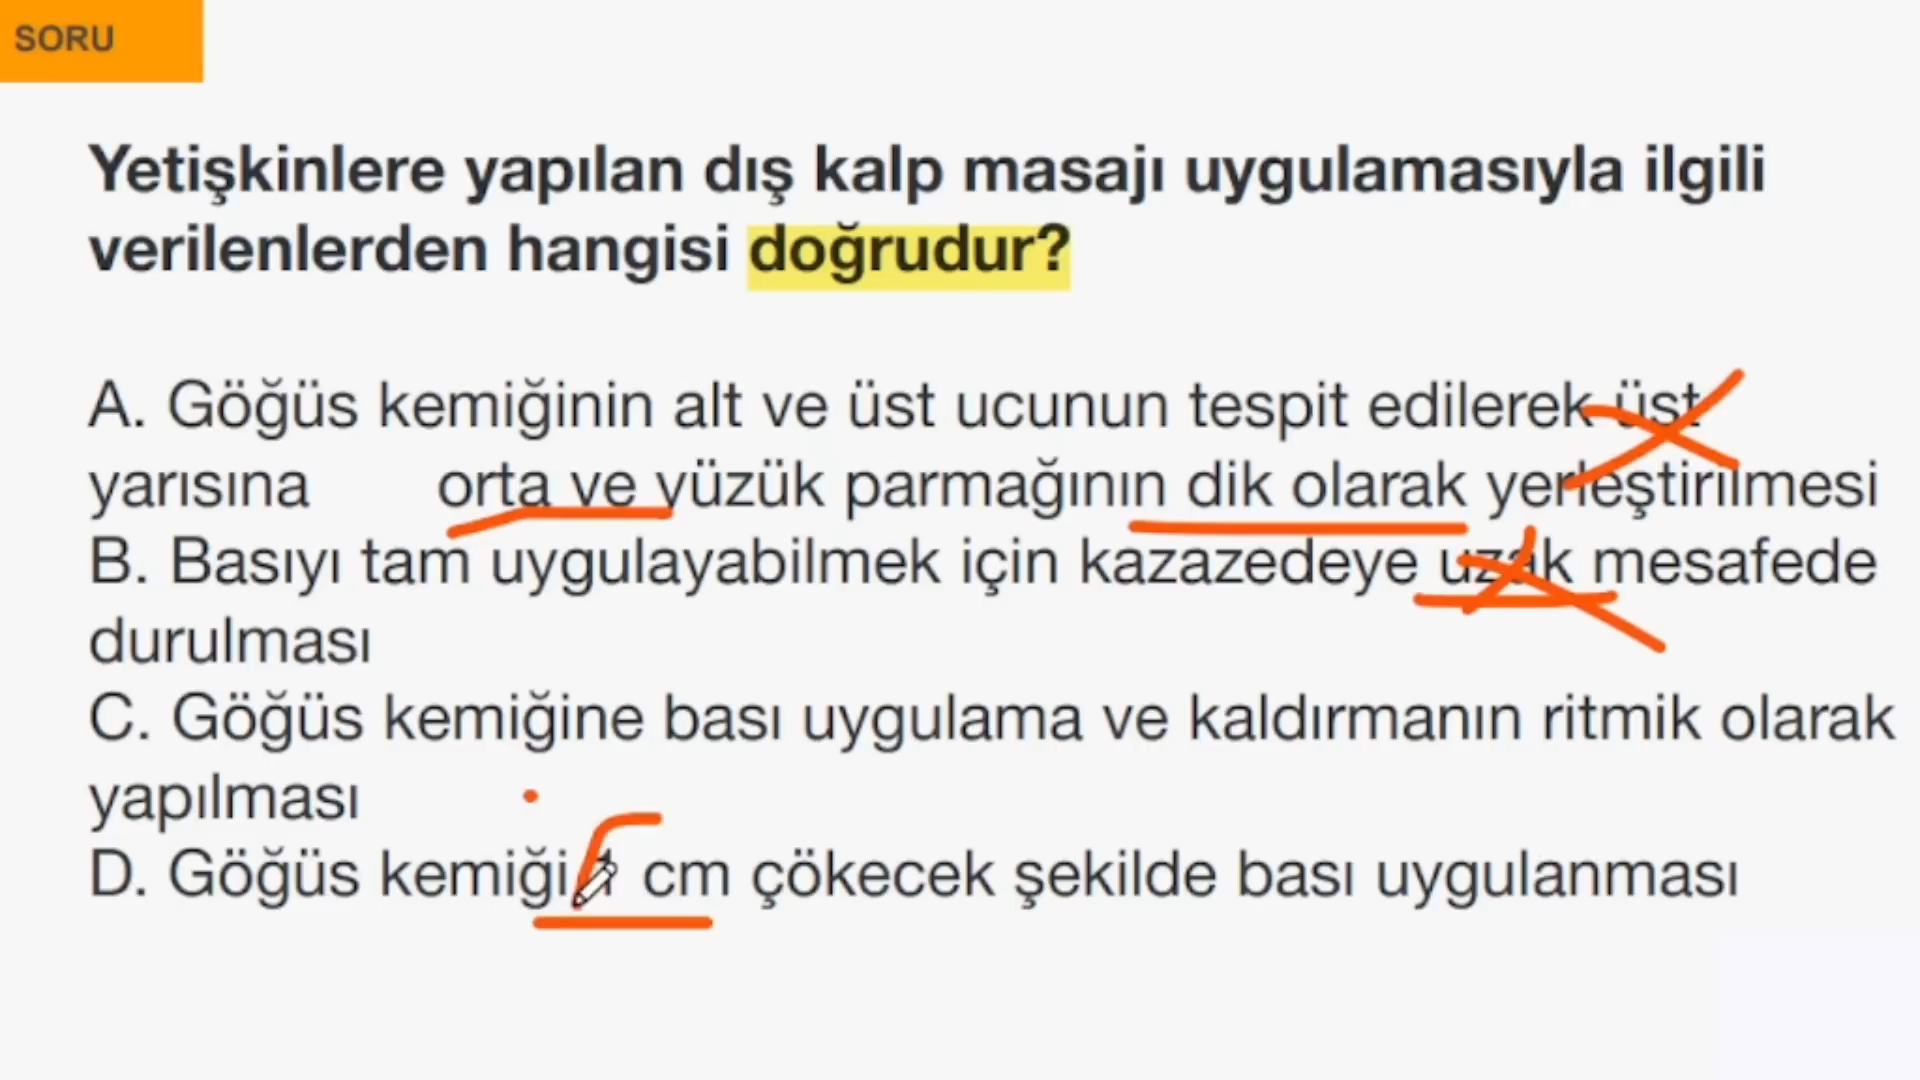 SORU
Yetişkinlere yapılan dış kalp masajı uygulamasıyla ilgili
verilenlerden hangisi doğrudur?
A. Göğüs kemiğinin alt ve üst ucunun tespit edilerek üst
yarısına orta ve yüzük parmağının dik olarak yerleştirilmesi
B. Basıyı tam uygulayabilmek için kazazedeye uzak mesafede
durulması
C. Göğüs kemiğine bası uygulama ve kaldırmanın ritmik olarak
yapılması
D. Göğüs kemiği cm çökecek şekilde bası uygulanması